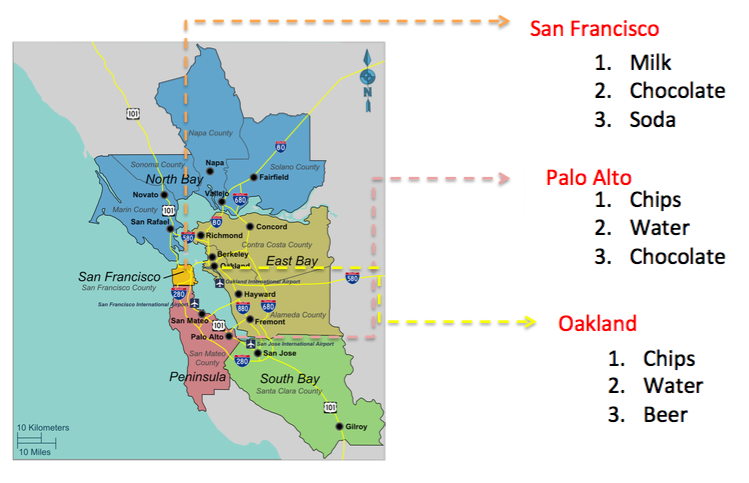 San Francisco
1. Milk
2. Chocolate
3. Soda
Palo Alto
1. Chips
2. Water
3. Chocolate
Oakland
1. Chips
2. Water
3. Beer
N
101
Napa County
80
Sonoma County
Napa
Solano County
North Bay
Fairfield
Novato
Vallejo
680
Marin County
101
San Rafael
80
Concord
580
Richmond
Contra Costa County
Berkeley
East Bay
Oakland
San Francisco
580
San Francisco County
Oakland International Airport
280
Hayward
San Francisco International Airport
880
680
Alameda County
San Mateo
101
Fremont
Palo Alto
San Jose International Airport
San Mateo
County
San Jose
280
Peninsula
South Bay
Santa Clara County
101
Gilroy
10 Kilometers
10 Miles